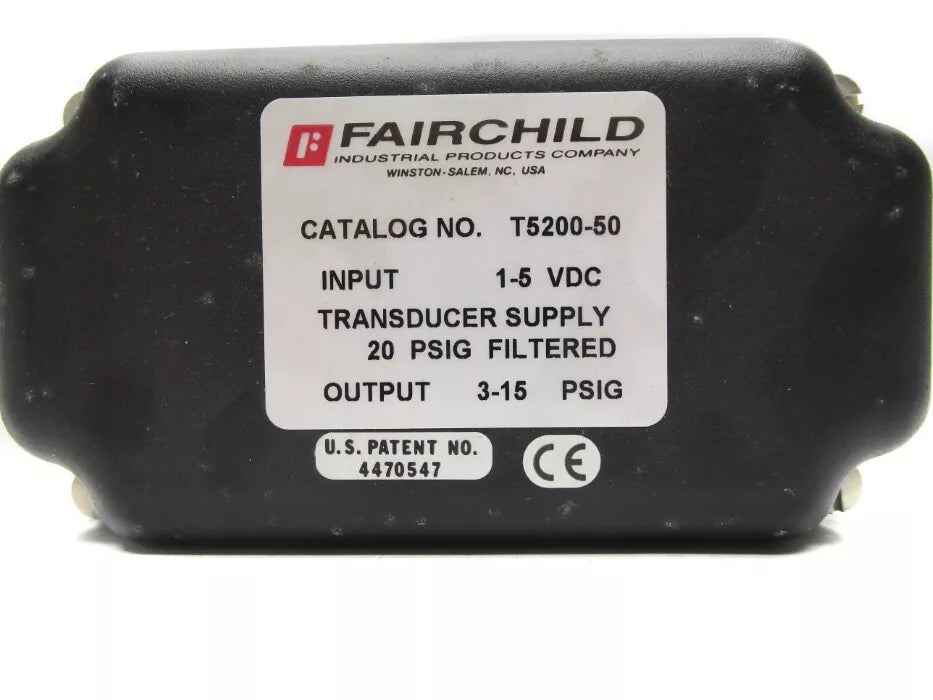 FAIRCHILD
INDUSTRIAL PRODUCTS COMPANY
WINSTON-SALEM, NC, USA
CATALOG NO. T5200-50
INPUT 1-5 VDC
TRANSDUCER SUPPLY
20 PSIG FILTERED
OUTPUT 3-15 PSIG
U.S. PATENT NO.
4470547
CE